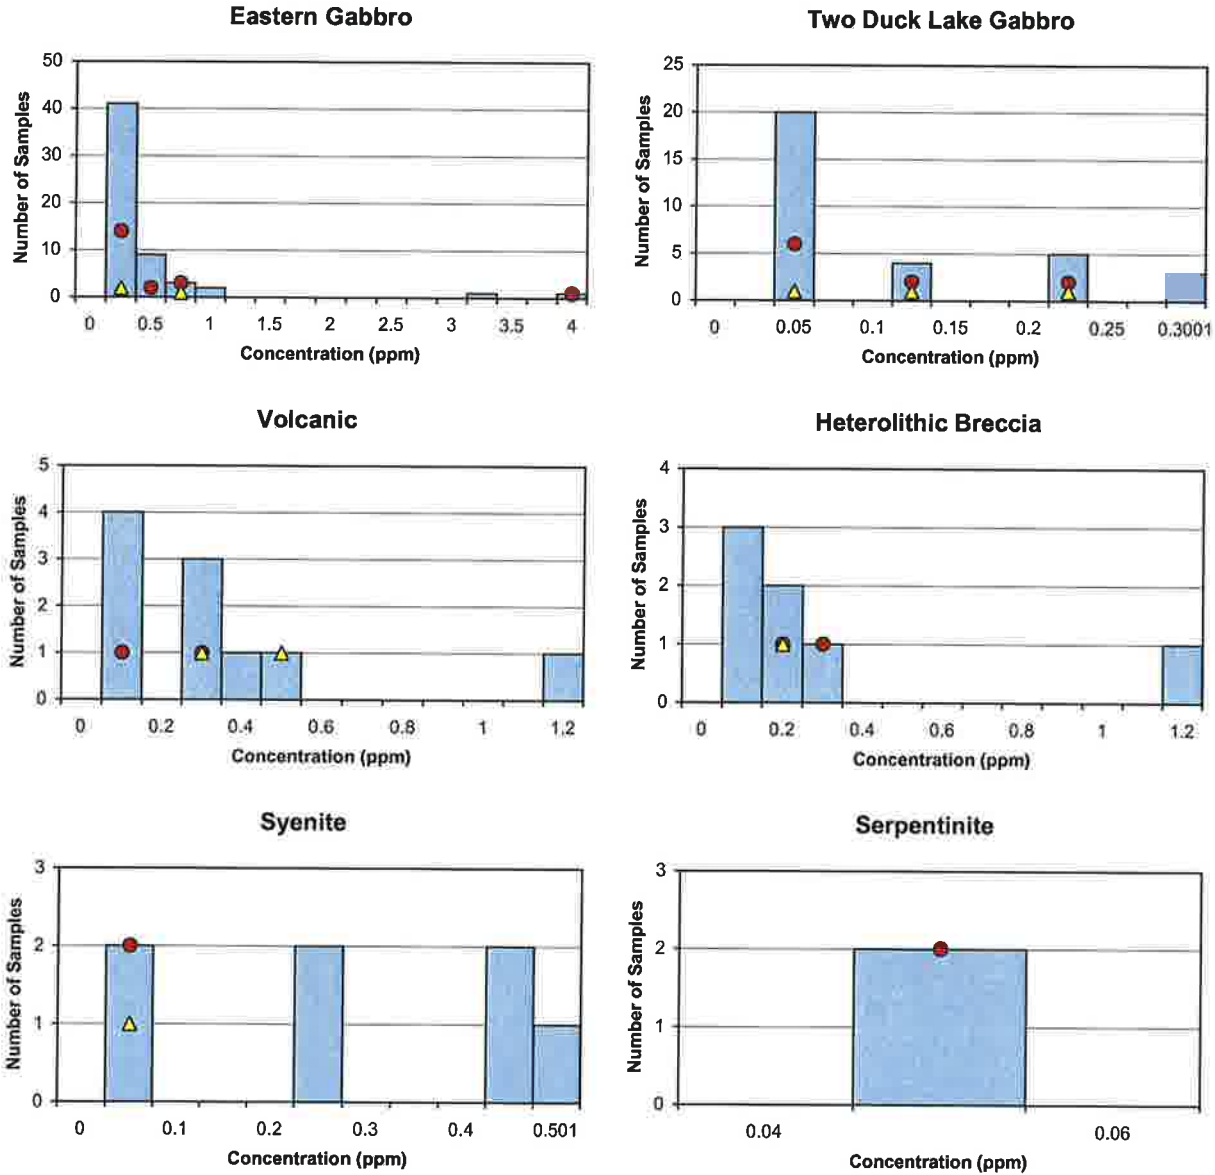 Eastern Gabbro
Number of Samples
50
40
30
20
10
0
0 0.5 1 1.5 2 2.5 3 3.5 4
Concentration (ppm)
Two Duck Lake Gabbro
Number of Samples
25
20
15
10
5
0
0 0.05 0.1 0.15 0.2 0.25 0.3001
Concentration (ppm)
Volcanic
Number of Samples
5
4
3
2
1
0
0 0.2 0.4 0.6 0.8 1 1.2
Concentration (ppm)
Heterolithic Breccia
Number of Samples
4
3
2
1
0
0 0.2 0.4 0.6 0.8 1 1.2
Concentration (ppm)
Syenite
Number of Samples
3
2
1
0
0 0.1 0.2 0.3 0.4 0.501
Concentration (ppm)
Serpentinite
Number of Samples
3
2
1
0
0.04 0.06
Concentration (ppm)